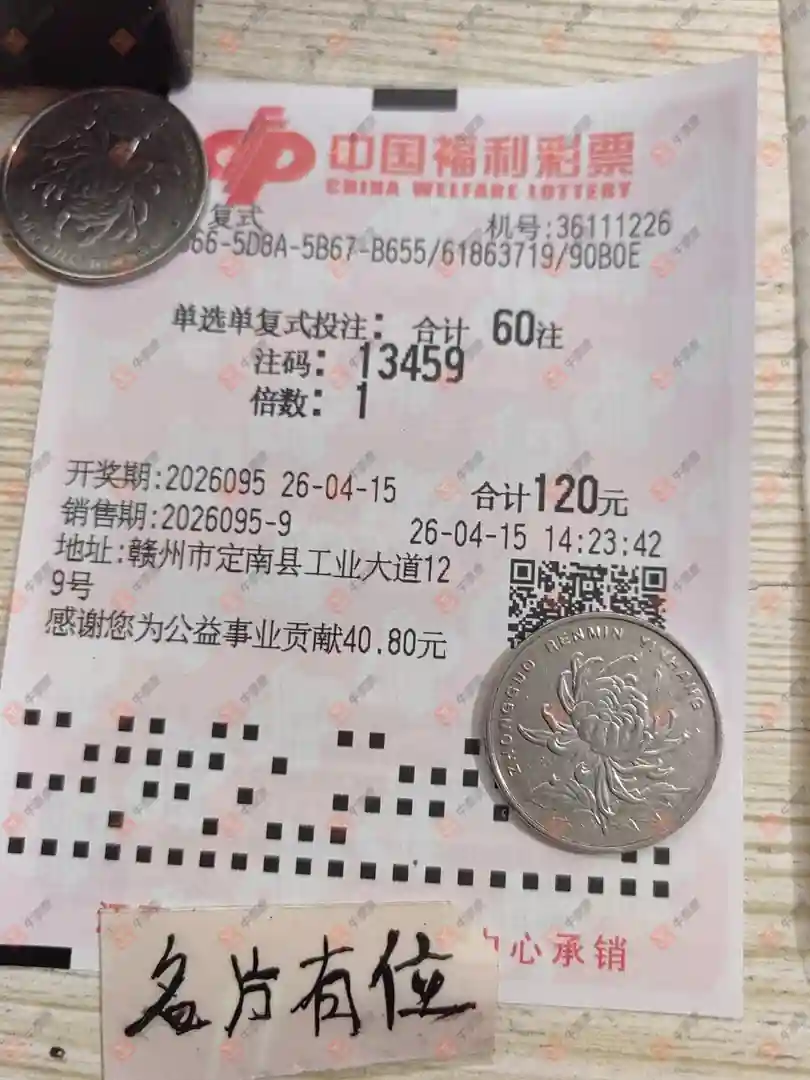 中国福利彩票
CHINA WELFARE LOTTERY
复式
机号:36111226
66-5D8A-5B67-B655/61863719/90B0E
单选单复式投注: 合计 60注
注码: 13459
倍数: 1
开奖期:2026095 26-04-15 合计120元
销售期:2026095-9 26-04-15 14:23:42
地址:赣州市定南县工业大道12
9号
感谢您为公益事业贡献40.80元
ZHONGGUO RENMIN YINHANG
中心承销
名片有位